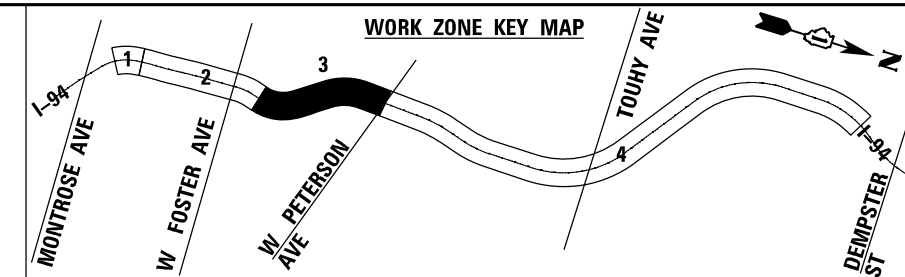 WORK ZONE KEY MAP
1
2
3
4
I-94
MONTROSE AVE
W FOSTER AVE
W PETERSON
AVE
TOUHY AVE
N
I-94
DEMPSTER
ST